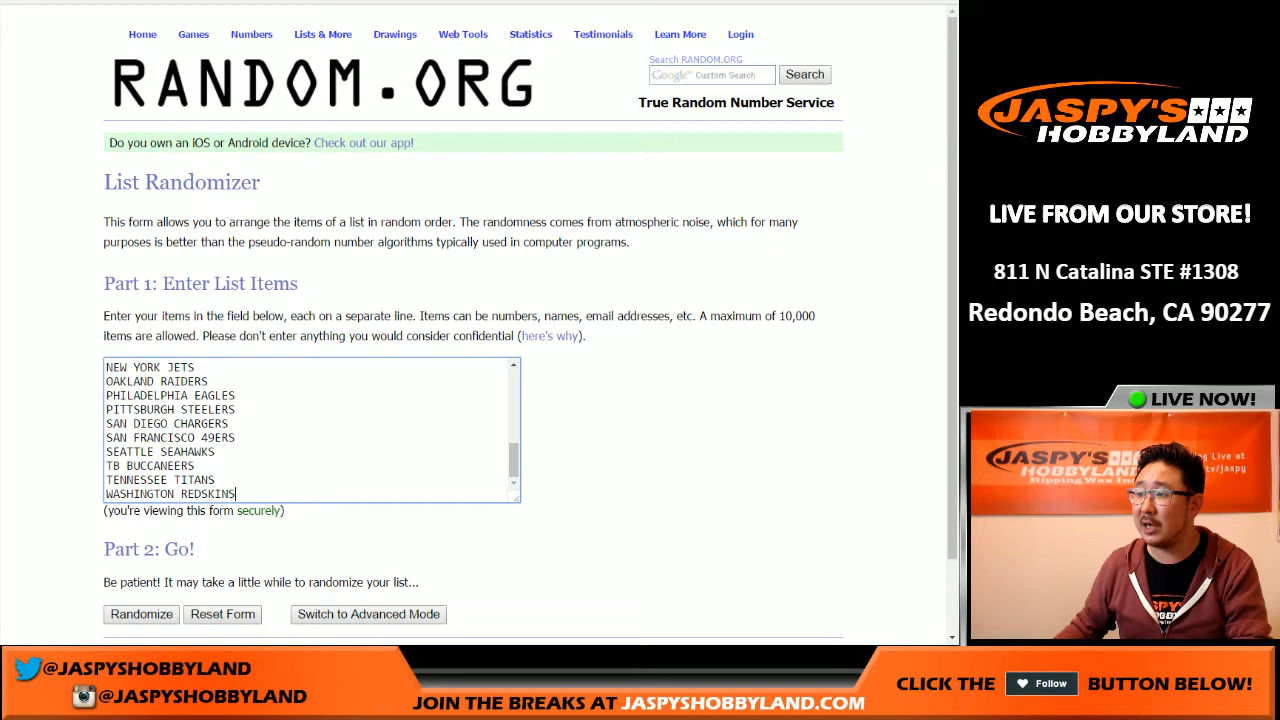 Home Games Numbers Lists & More Drawings Web Tools Statistics Testimonials Learn More Login
RANDOM.ORG
Search RANDOM.ORG
Google™ Custom Search Search
True Random Number Service
Do you own an iOS or Android device? Check out our app!
List Randomizer
This form allows you to arrange the items of a list in random order. The randomness comes from atmospheric noise, which for many
purposes is better than the pseudo-random number algorithms typically used in computer programs.
Part 1: Enter List Items
Enter your items in the field below, each on a separate line. Items can be numbers, names, email addresses, etc. A maximum of 10,000
items are allowed. Please don't enter anything you would consider confidential (here's why).
NEW YORK JETS
OAKLAND RAIDERS
PHILADELPHIA EAGLES
PITTSBURGH STEELERS
SAN DIEGO CHARGERS
SAN FRANCISCO 49ERS
SEATTLE SEAHAWKS
TB BUCCANEERS
TENNESSEE TITANS
WASHINGTON REDSKINS
(you're viewing this form securely)
Part 2: Go!
Be patient! It may take a little while to randomize your list...
Randomize Reset Form Switch to Advanced Mode
JASPY'S
HOBBYLAND
LIVE FROM OUR STORE!
811 N Catalina STE #1308
Redondo Beach, CA 90277
LIVE NOW!
JASPY'S
HOBBYLAND
Ripping Wax
Live at
tv/jaspy
@JASPYSHOBBYLAND
@JASPYSHOBBYLAND
JOIN THE BREAKS AT JASPYSHOBBYLAND.COM
CLICK THE Follow BUTTON BELOW!